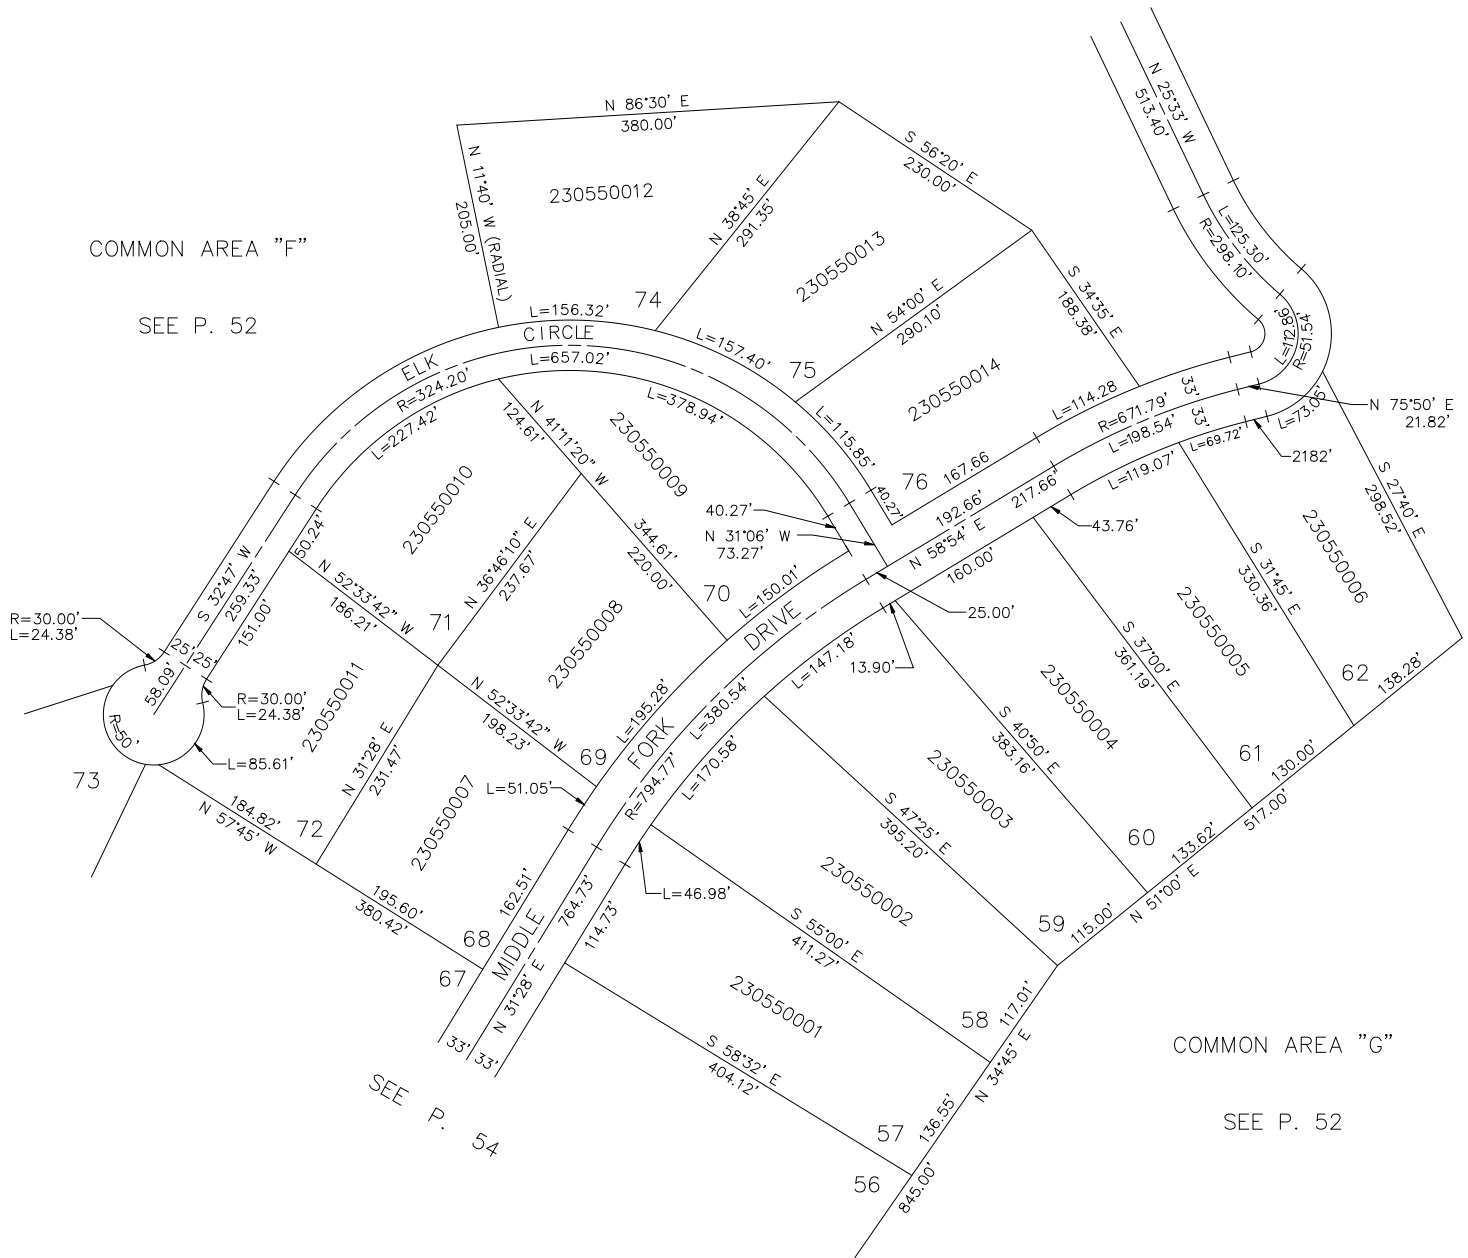 N 86°30' E
380.00'
N 11°40' W (RADIAL)
205.00'
230550012
N 38°45' E
291.35'
S 56°20' E
230.00'
230550013
N 54°00' E
290.10'
S 34°35' E
188.38'
230550014
N 25°33' W
513.40'
L=125.30'
R=298.10'
L=112.86'
R=51.54'
L=73.05'
N 75°50' E
21.82'
2182'
COMMON AREA "F"
SEE P. 52
74
L=156.32'
ELK CIRCLE
L=657.02'
R=324.20'
L=227.42'
L=378.94'
L=157.40'
75
L=115.85'
76
40.27'
167.66
L=114.28
R=671.79'
L=198.54'
33' 33'
L=69.72'
L=119.07'
192.66'
217.66'
N 58°54' E
160.00'
43.76'
25.00'
13.90'
40.27'
N 31°06' W
73.27'
N 41°11'20" W
124.61'
344.61'
220.00'
230550009
230550010
50.24'
N 36°46'10" E
237.67'
N 52°33'42" W
186.21'
71
230550008
70
L=150.01'
S 32°47' W
259.33'
151.00'
R=30.00'
L=24.38'
25' 25'
58.09'
R=50'
R=30.00'
L=24.38'
L=85.61'
73
230550011
N 31°28' E
231.47'
N 52°33'42" W
198.23'
69
L=195.28'
L=51.05'
230550007
184.82'
N 57°45' W
72
195.60'
380.42'
68
67
162.51'
MIDDLE FORK DRIVE
764.73'
N 31°28' E
114.73'
33' 33'
L=380.54'
R=794.77'
L=147.18'
L=170.58'
L=46.98'
SEE P. 54
S 27°40' E
298.52'
230550006
S 31°45' E
330.36'
230550005
62
138.28'
S 37°00' E
361.19'
230550004
61
130.00'
517.00'
S 40°50' E
383.16'
230550003
60
133.62'
N 51°00' E
S 47°25' E
395.20'
230550002
59
115.00'
S 55°00' E
411.27'
230550001
58
117.01'
N 34°45' E
S 58°32' E
404.12'
57
136.55'
56
845.00'
COMMON AREA "G"
SEE P. 52